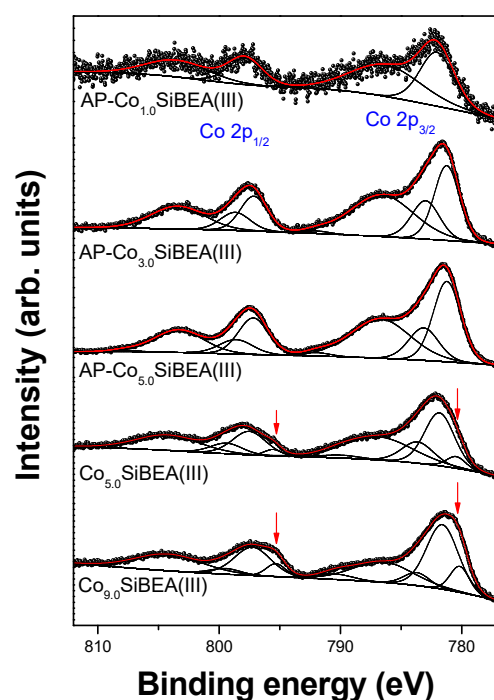 AP-Co1.0SiBEA(III)
Co 2p1/2
Co 2p3/2
AP-Co3.0SiBEA(III)
AP-Co5.0SiBEA(III)
Co5.0SiBEA(III)
Co9.0SiBEA(III)
Intensity (arb. units)
810
800
790
780
Binding energy (eV)